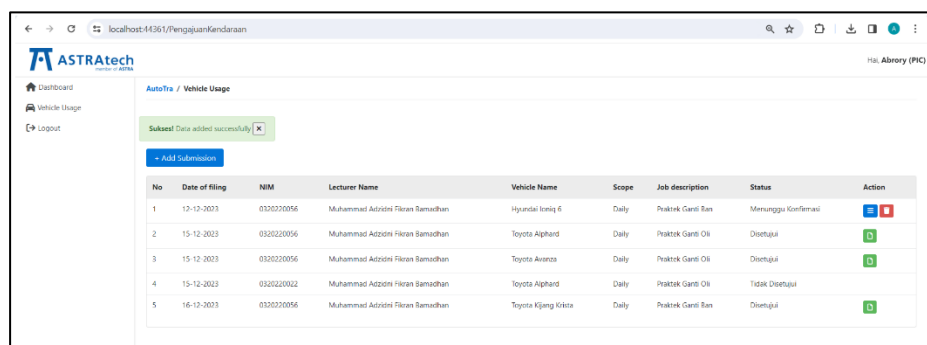 localhost:44361/PengajuanKendaraan
ASTRAtech
member of ASTRA
Hai, Abrory (PIC)
Dashboard
AutoTra / Vehicle Usage
Vehicle Usage
Logout
Sukses! Data added successfully
+ Add Submission
No Date of filing NIM Lecturer Name Vehicle Name Scope Job description Status Action
1 12-12-2023 0320220056 Muhammad Adzidni Fikran Ramadhan Hyundai Ioniq 6 Daily Praktek Ganti Ban Menunggu Konfirmasi
2 15-12-2023 0320220056 Muhammad Adzidni Fikran Ramadhan Toyota Alphard Daily Praktek Ganti Oli Disetujui
3 15-12-2023 0320220056 Muhammad Adzidni Fikran Ramadhan Toyota Avanza Daily Praktek Ganti Oli Disetujui
4 15-12-2023 0320220022 Muhammad Adzidni Fikran Ramadhan Toyota Alphard Daily Praktek Ganti Oli Tidak Disetujui
5 16-12-2023 0320220056 Muhammad Adzidni Fikran Ramadhan Toyota Kijang Krista Daily Praktek Ganti Ban Disetujui